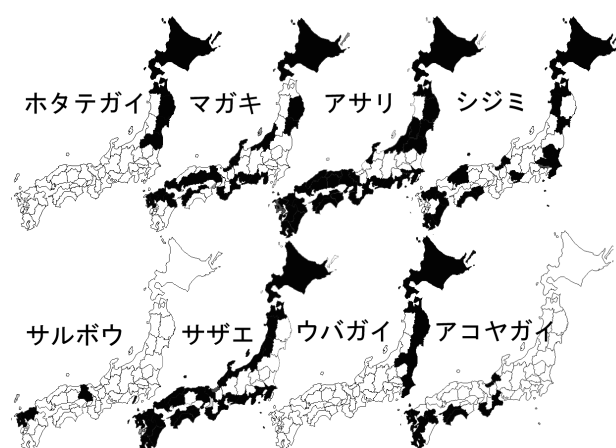 ホタテガイ
マガキ
アサリ
シジミ
サルボウ
サザエ
ウバガイ
アコヤガイ